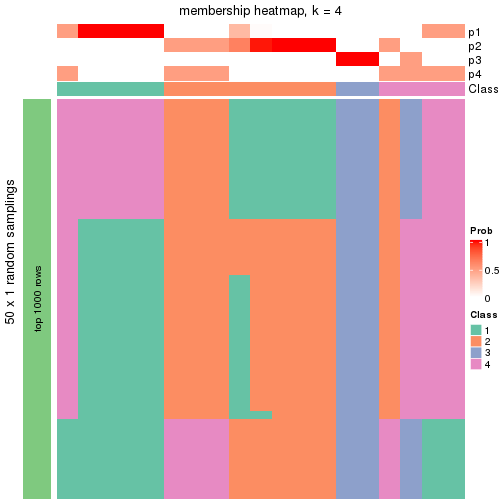 membership heatmap, k = 4
p1
p2
p3
p4
Class
50 x 1 random samplings
top 1000 rows
Prob
1
0.5
0
Class
1
2
3
4